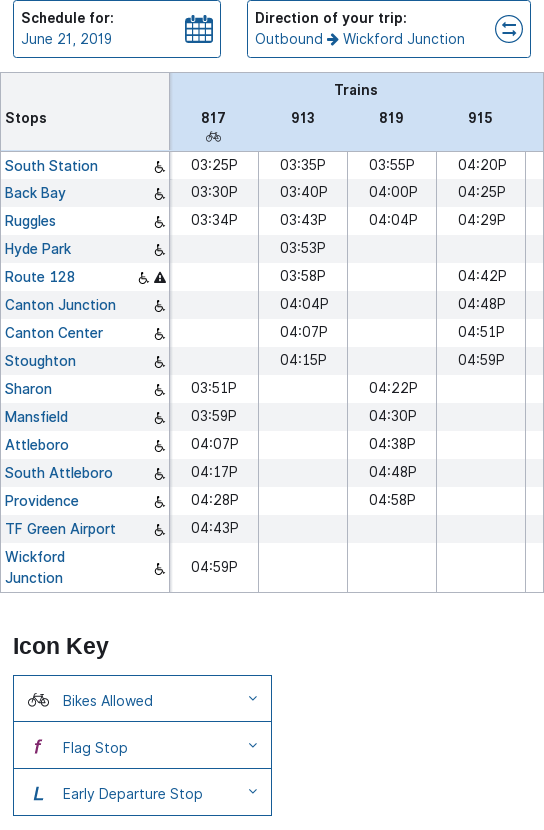 Schedule for:
June 21, 2019
Direction of your trip:
Outbound → Wickford Junction
Trains
Stops 817 913 819 915
South Station 03:25P 03:35P 03:55P 04:20P
Back Bay 03:30P 03:40P 04:00P 04:25P
Ruggles 03:34P 03:43P 04:04P 04:29P
Hyde Park 03:53P
Route 128 03:58P 04:42P
Canton Junction 04:04P 04:48P
Canton Center 04:07P 04:51P
Stoughton 04:15P 04:59P
Sharon 03:51P 04:22P
Mansfield 03:59P 04:30P
Attleboro 04:07P 04:38P
South Attleboro 04:17P 04:48P
Providence 04:28P 04:58P
TF Green Airport 04:43P
Wickford
Junction 04:59P
Icon Key
Bikes Allowed
f Flag Stop
L Early Departure Stop